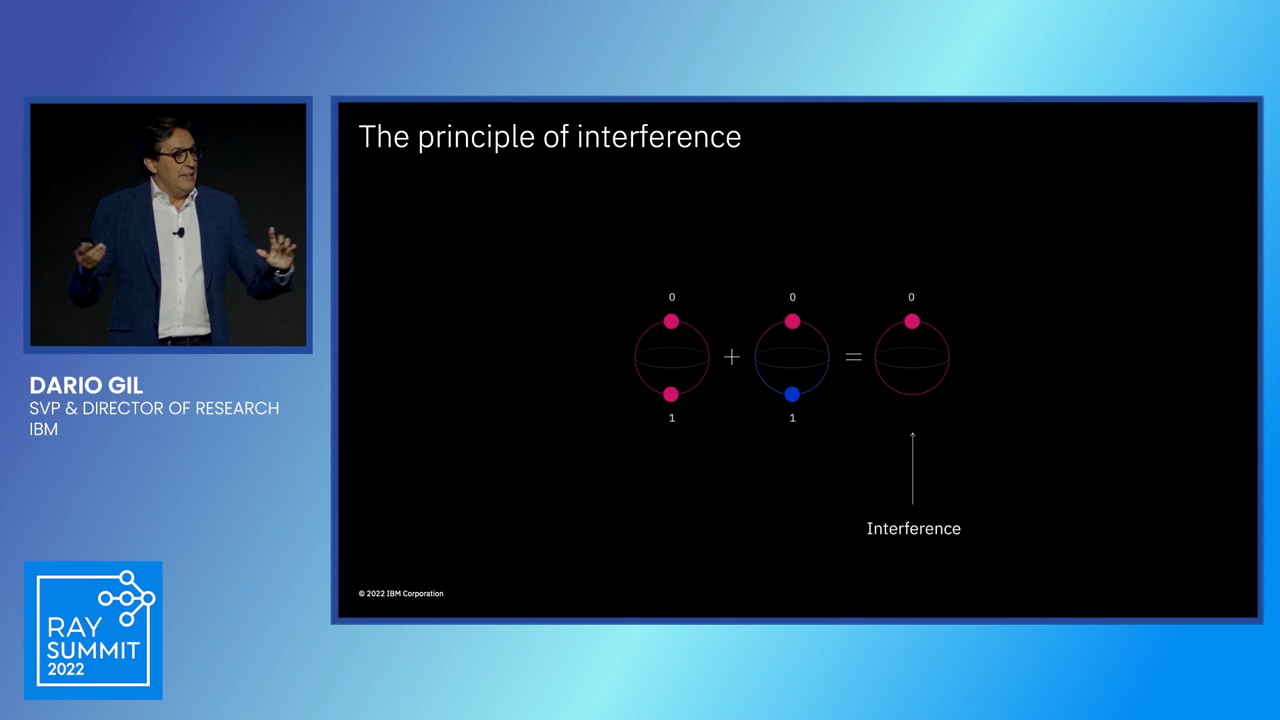 The principle of interference
0
0
0
+
=
1
1
Interference
© 2022 IBM Corporation
DARIO GIL
SVP & DIRECTOR OF RESEARCH
IBM
RAY
SUMMIT
2022